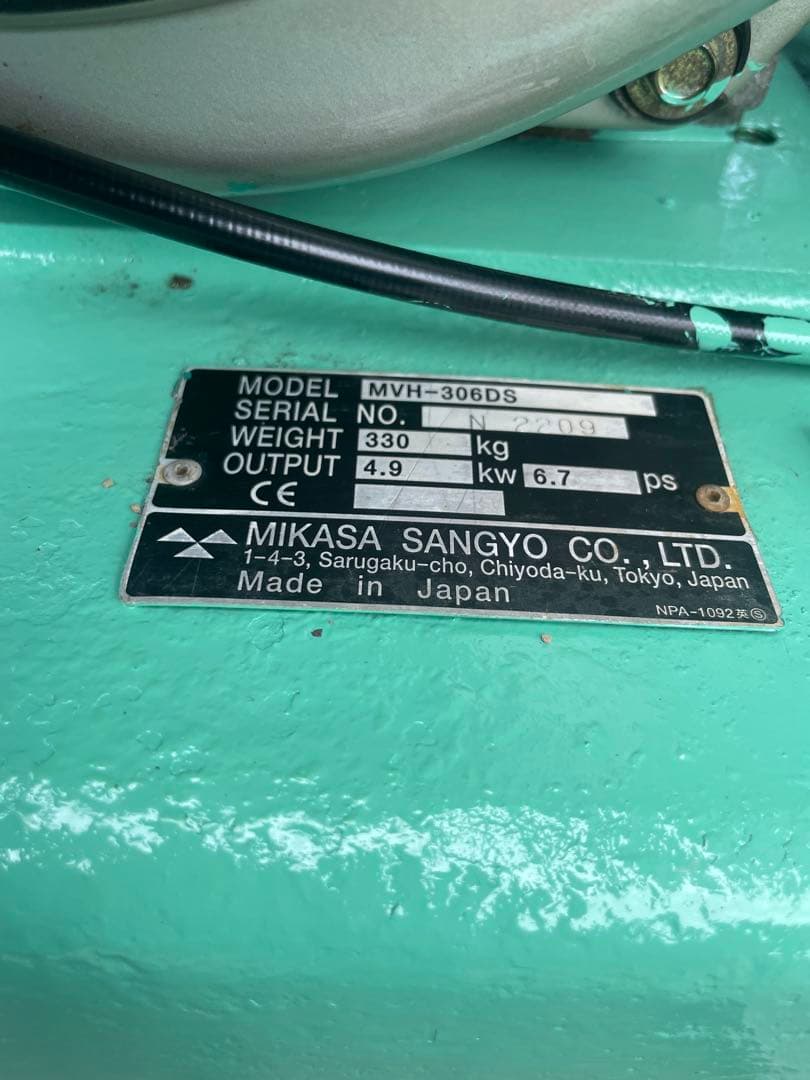 MODEL MVH-306DS
SERIAL NO. N 2209
WEIGHT 330 kg
OUTPUT 4.9 kw 6.7 ps
CE
MIKASA SANGYO CO., LTD.
1-4-3, Sarugaku-cho, Chiyoda-ku, Tokyo, Japan
Made in Japan
NPA-1092英Ⓢ